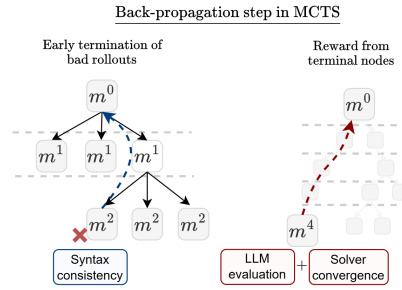 Back-propagation step in MCTS
Early termination of
bad rollouts
Reward from
terminal nodes
m^0
m^0
m^1 m^1 m^1
m^2 m^2 m^2
m^4
Syntax
consistency
LLM
evaluation
+
Solver
convergence